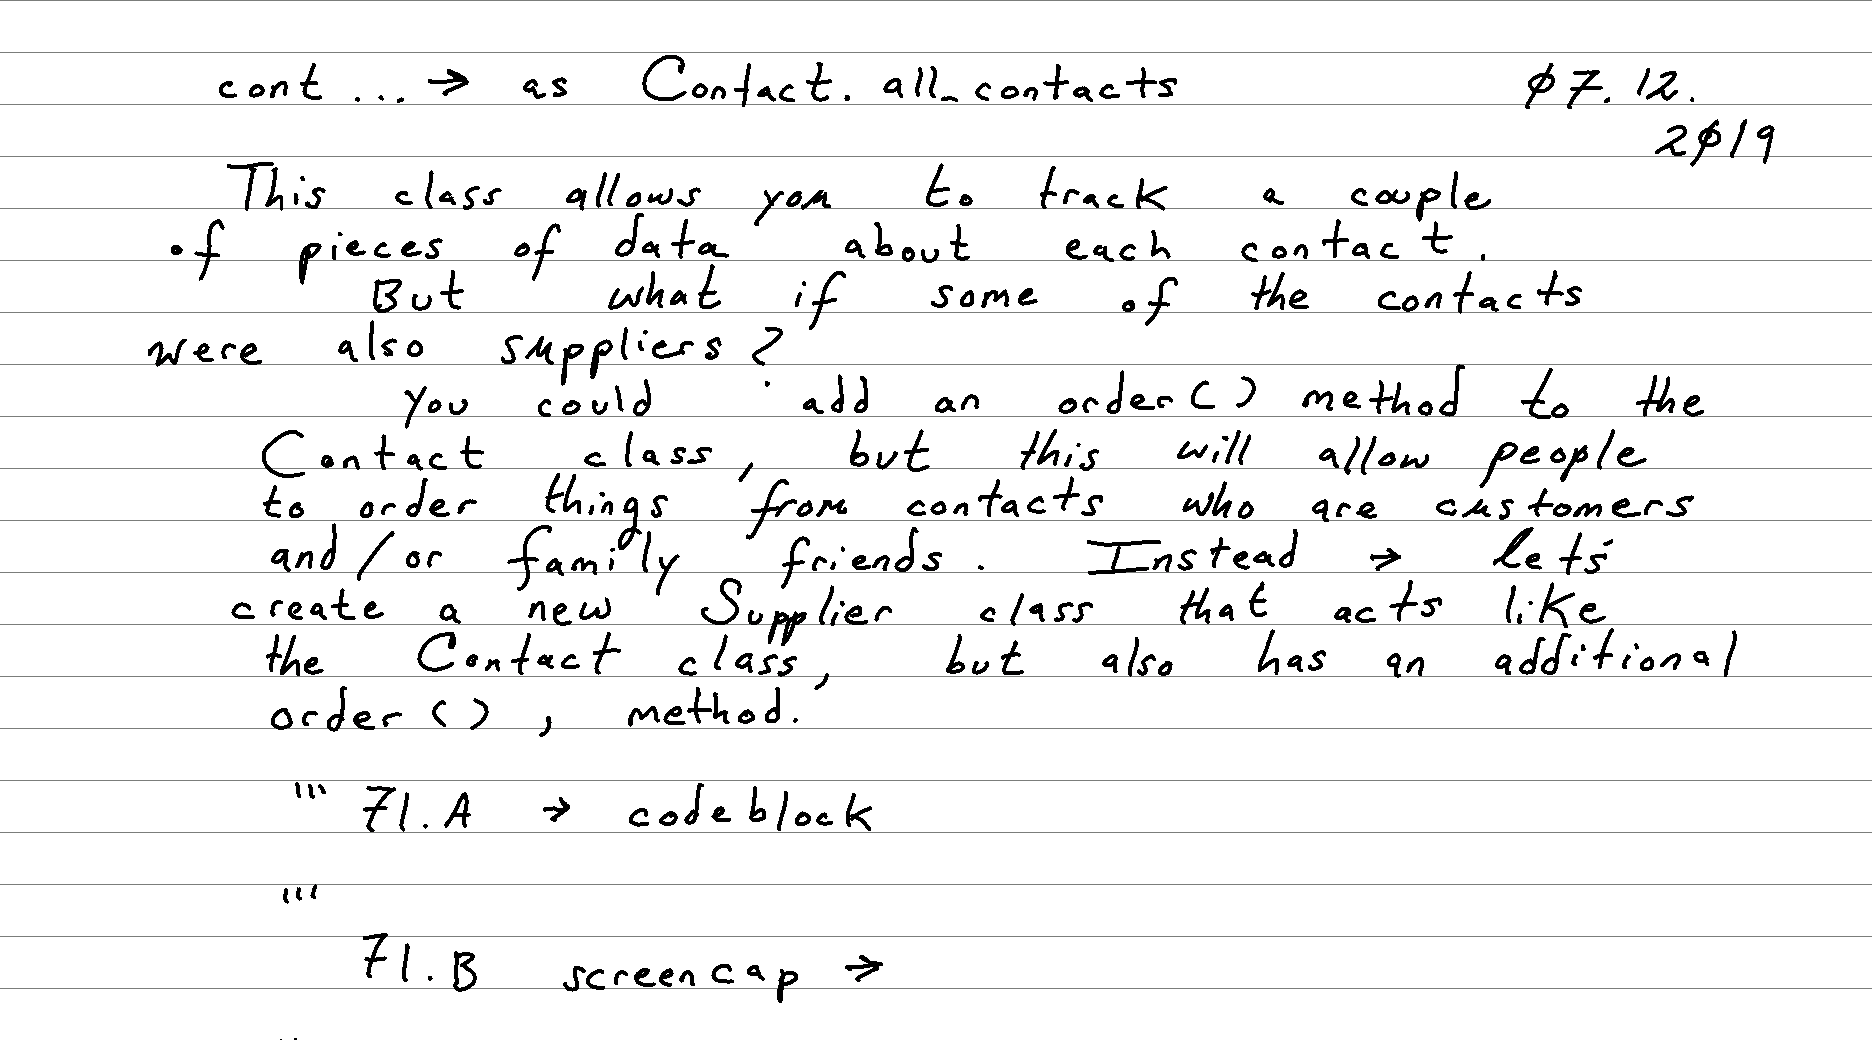 cont ... → as Contact. all_contacts φ7. 12.
2φ19
This class allows you to track a couple
of pieces of data about each contact.
But what if some of the contacts
were also suppliers?
You could add an order() method to the
Contact class, but this will allow people
to order things from contacts who are customers
and/or family friends. Instead → let's
create a new Supplier class that acts like
the Contact class, but also has an additional
order(), method.
''' 71.A → codeblock
'''
71.B screencap →